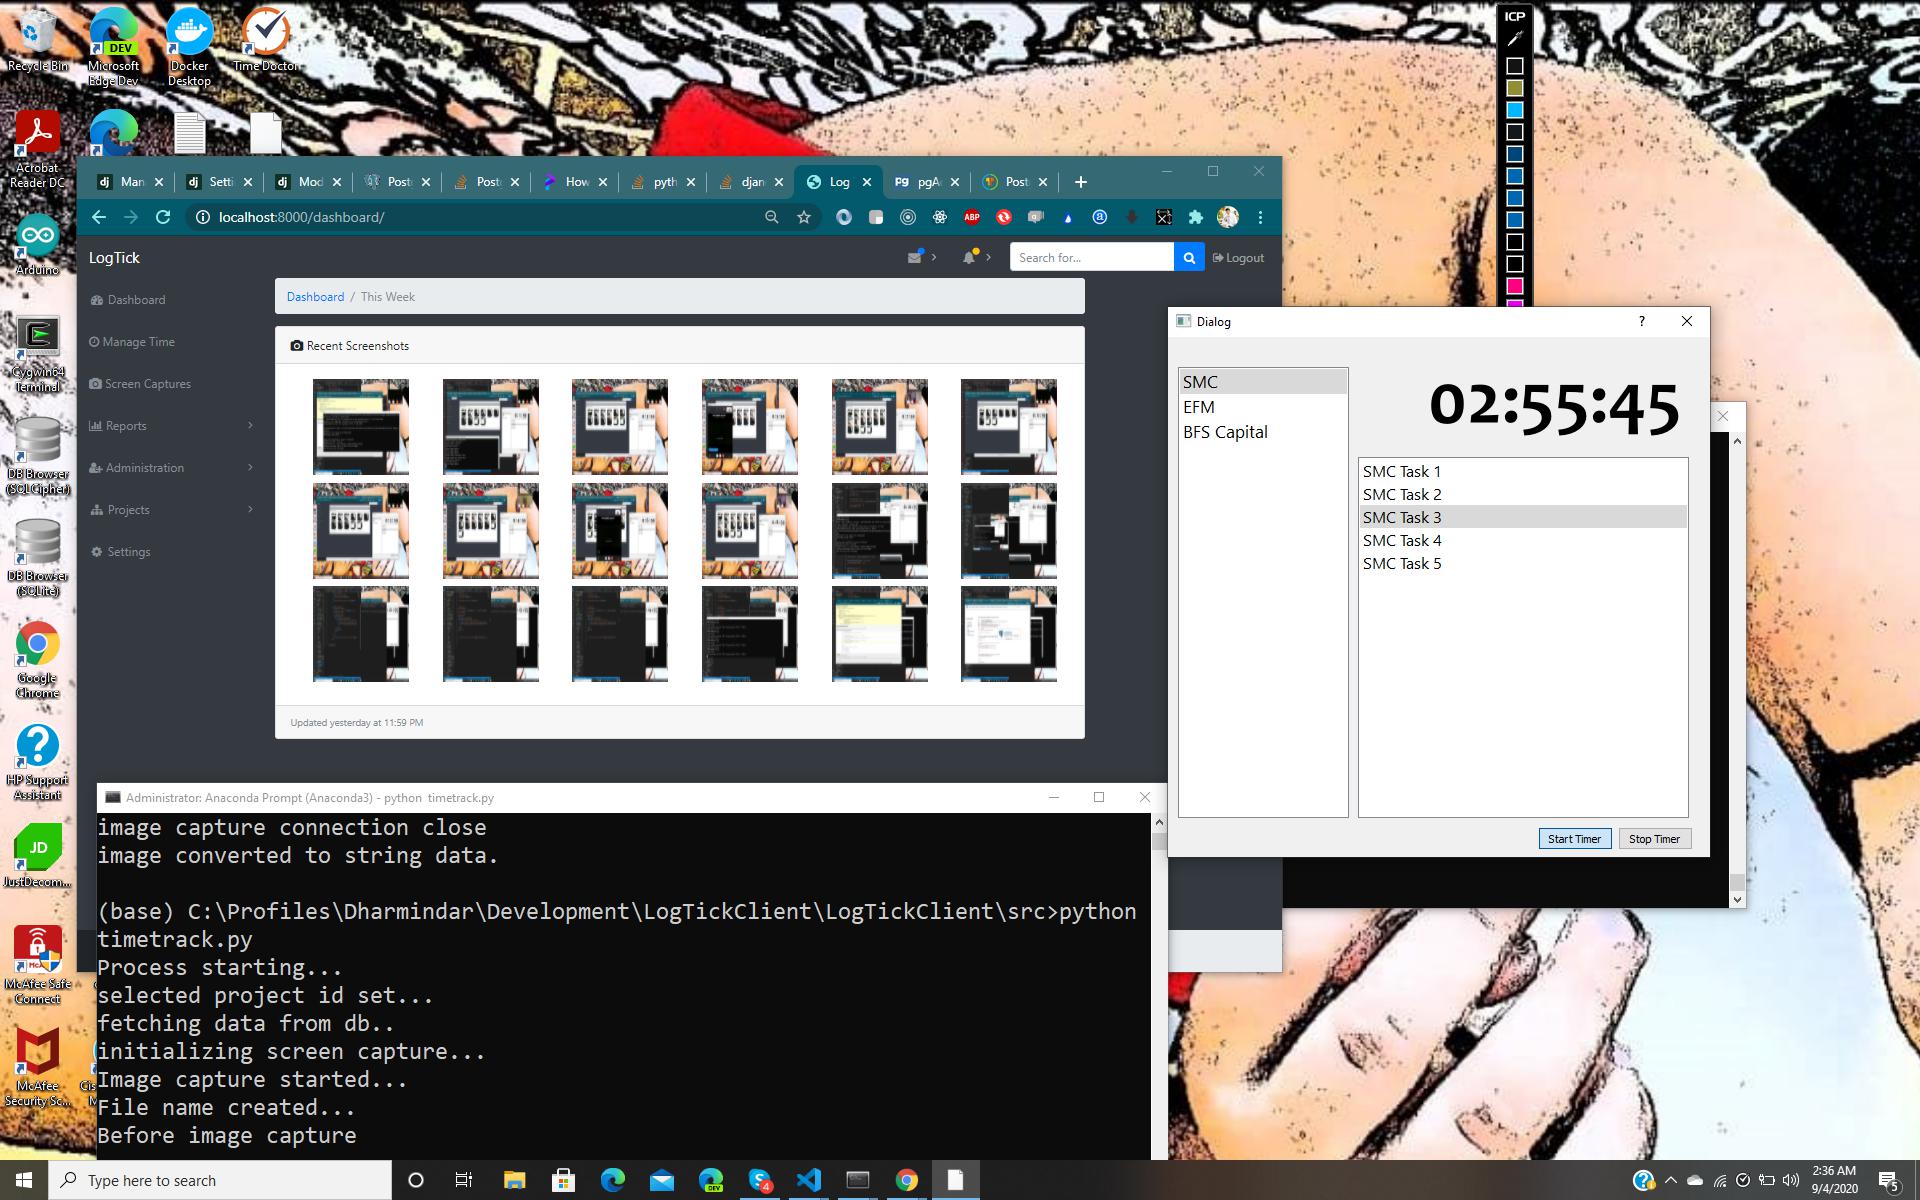 Recycle Bin
Microsoft Edge Dev
Docker Desktop
Time Doctor
Acrobat Reader DC
Arduino
Cygwin64 Terminal
DB Browser (SQLCipher)
DB Browser (SQLite)
Google Chrome
HP Support Assistant
JustDecom...
McAfee Safe Connect
McAfee Security Sc...
DEV
JD
ICP
Man
Setti
Mod
Post
Post
How
pyth
djan
Log
pgA
Post
localhost:8000/dashboard/
ABP
LogTick
Search for...
Logout
Dashboard
Manage Time
Screen Captures
Reports
Administration
Projects
Settings
Dashboard / This Week
Recent Screenshots
Updated yesterday at 11:59 PM
Dialog
?
SMC
EFM
BFS Capital
02:55:45
SMC Task 1
SMC Task 2
SMC Task 3
SMC Task 4
SMC Task 5
Start Timer
Stop Timer
Administrator: Anaconda Prompt (Anaconda3) - python timetrack.py
image capture connection close
image converted to string data.
(base) C:\Profiles\Dharmindar\Development\LogTickClient\LogTickClient\src>python
timetrack.py
Process starting...
selected project id set...
fetching data from db..
initializing screen capture...
Image capture started...
File name created...
Before image capture
Type here to search
2:36 AM
9/4/2020